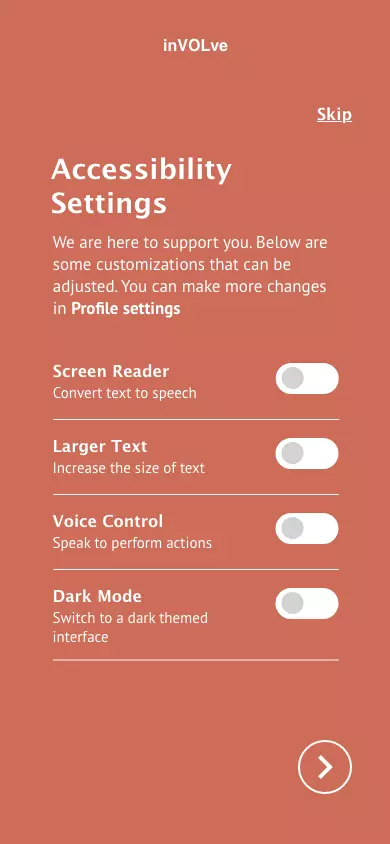 inVOLve
Skip
Accessibility
Settings
We are here to support you. Below are
some customizations that can be
adjusted. You can make more changes
in Profile settings
Screen Reader
Convert text to speech
Larger Text
Increase the size of text
Voice Control
Speak to perform actions
Dark Mode
Switch to a dark themed
interface